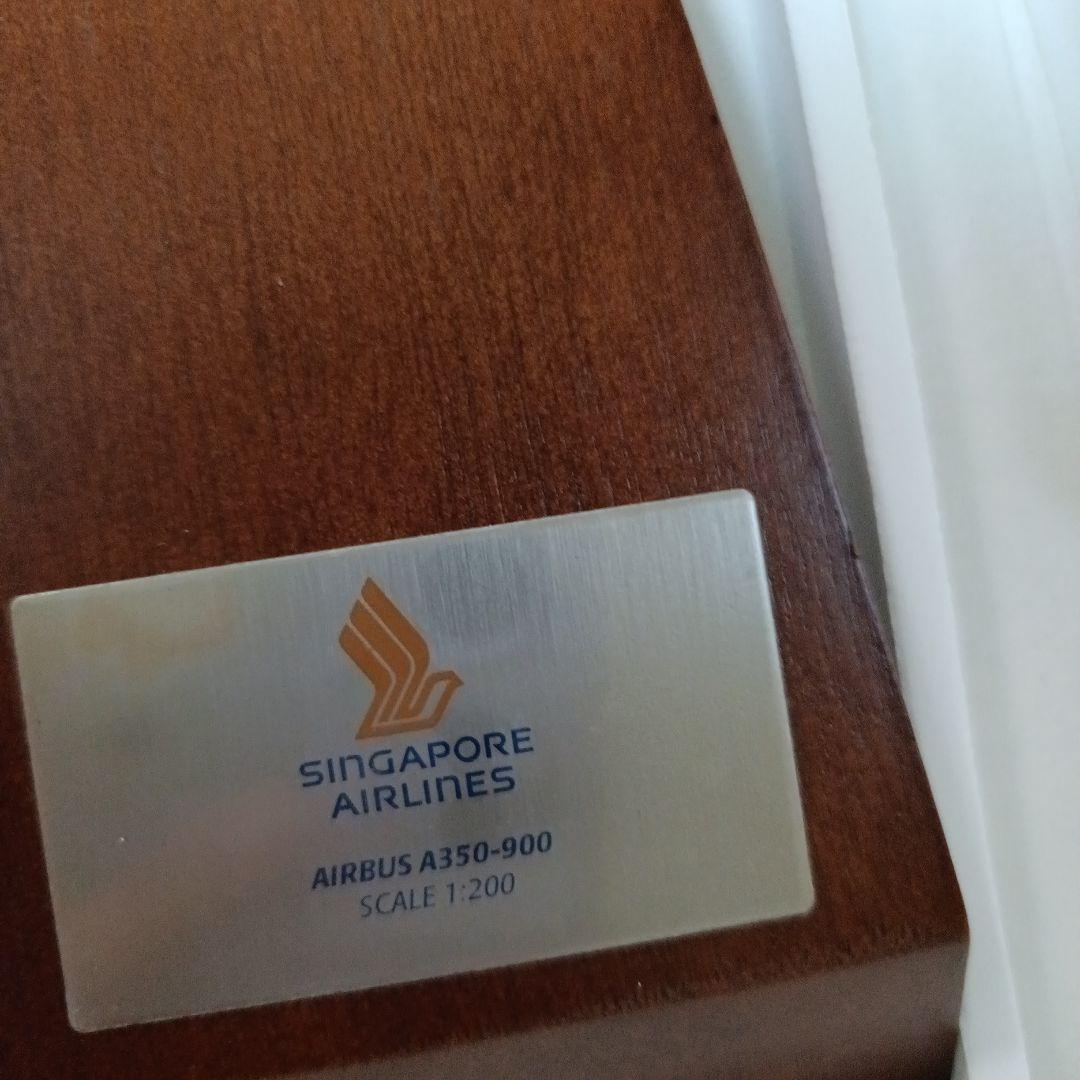 SINGAPORE
AIRLINES
AIRBUS A350-900
SCALE 1:200